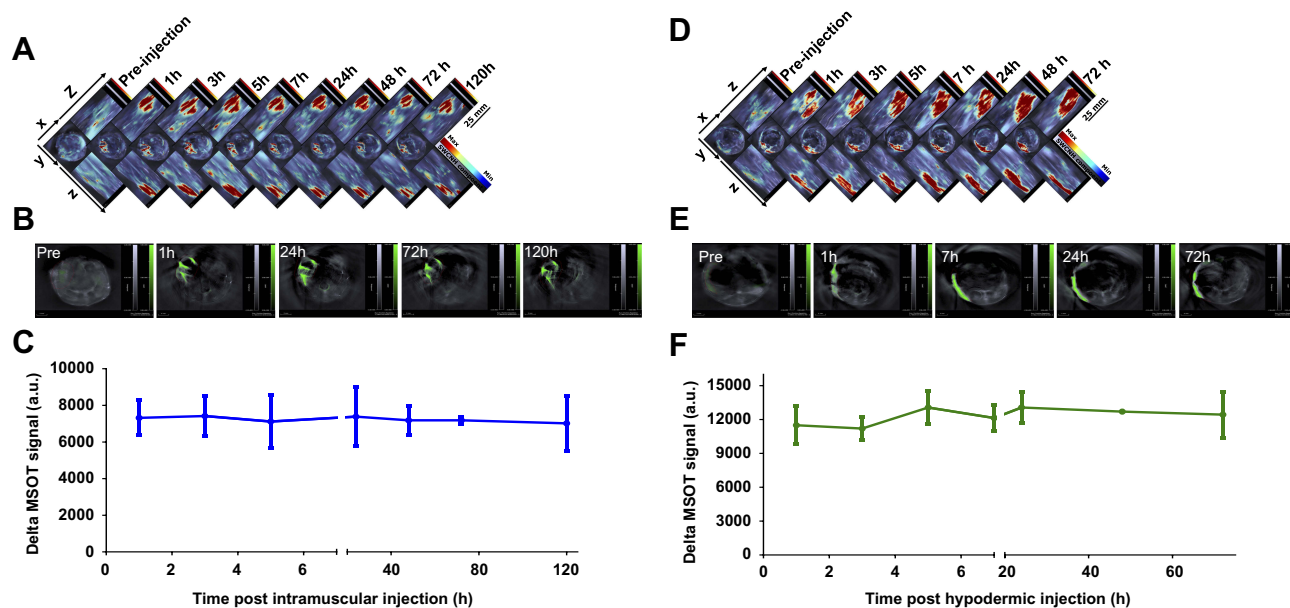 A
Pre-injection
1h
3h
5h
7h
24h
48 h
72 h
120h
x
Z
y
z
25 mm
Max
Min
B
Pre
1h
24h
72h
120h
C
10000
8000
6000
4000
2000
0
Delta MSOT signal (a.u.)
0 2 4 6 40 80 120
Time post intramuscular injection (h)
D
Pre-injection
1h
3h
5h
7 h
24h
48 h
72 h
x
z
y
z
25 mm
Max
Min
E
Pre
1h
7h
24h
72h
F
15000
12000
9000
6000
3000
0
Delta MSOT signal (a.u.)
0 2 4 6 20 40 60
Time post hypodermic injection (h)